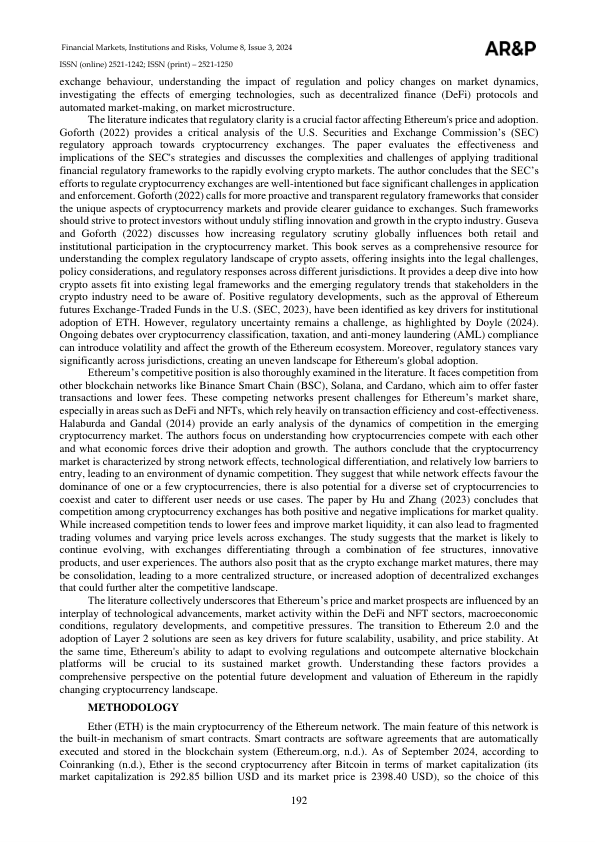 Financial Markets, Institutions and Risks, Volume 8, Issue 3, 2024
AR&P
ISSN (online) 2521-1242; ISSN (print) – 2521-1250
exchange behaviour, understanding the impact of regulation and policy changes on market dynamics,
investigating the effects of emerging technologies, such as decentralized finance (DeFi) protocols and
automated market-making, on market microstructure.
The literature indicates that regulatory clarity is a crucial factor affecting Ethereum's price and adoption.
Goforth (2022) provides a critical analysis of the U.S. Securities and Exchange Commission's (SEC)
regulatory approach towards cryptocurrency exchanges. The paper evaluates the effectiveness and
implications of the SEC's strategies and discusses the complexities and challenges of applying traditional
financial regulatory frameworks to the rapidly evolving crypto markets. The author concludes that the SEC's
efforts to regulate cryptocurrency exchanges are well-intentioned but face significant challenges in application
and enforcement. Goforth (2022) calls for more proactive and transparent regulatory frameworks that consider
the unique aspects of cryptocurrency markets and provide clearer guidance to exchanges. Such frameworks
should strive to protect investors without unduly stifling innovation and growth in the crypto industry. Guseva
and Goforth (2022) discusses how increasing regulatory scrutiny globally influences both retail and
institutional participation in the cryptocurrency market. This book serves as a comprehensive resource for
understanding the complex regulatory landscape of crypto assets, offering insights into the legal challenges,
policy considerations, and regulatory responses across different jurisdictions. It provides a deep dive into how
crypto assets fit into existing legal frameworks and the emerging regulatory trends that stakeholders in the
crypto industry need to be aware of. Positive regulatory developments, such as the approval of Ethereum
futures Exchange-Traded Funds in the U.S. (SEC, 2023), have been identified as key drivers for institutional
adoption of ETH. However, regulatory uncertainty remains a challenge, as highlighted by Doyle (2024).
Ongoing debates over cryptocurrency classification, taxation, and anti-money laundering (AML) compliance
can introduce volatility and affect the growth of the Ethereum ecosystem. Moreover, regulatory stances vary
significantly across jurisdictions, creating an uneven landscape for Ethereum's global adoption.
Ethereum's competitive position is also thoroughly examined in the literature. It faces competition from
other blockchain networks like Binance Smart Chain (BSC), Solana, and Cardano, which aim to offer faster
transactions and lower fees. These competing networks present challenges for Ethereum's market share,
especially in areas such as DeFi and NFTs, which rely heavily on transaction efficiency and cost-effectiveness.
Halaburda and Gandal (2014) provide an early analysis of the dynamics of competition in the emerging
cryptocurrency market. The authors focus on understanding how cryptocurrencies compete with each other
and what economic forces drive their adoption and growth. The authors conclude that the cryptocurrency
market is characterized by strong network effects, technological differentiation, and relatively low barriers to
entry, leading to an environment of dynamic competition. They suggest that while network effects favour the
dominance of one or a few cryptocurrencies, there is also potential for a diverse set of cryptocurrencies to
coexist and cater to different user needs or use cases. The paper by Hu and Zhang (2023) concludes that
competition among cryptocurrency exchanges has both positive and negative implications for market quality.
While increased competition tends to lower fees and improve market liquidity, it can also lead to fragmented
trading volumes and varying price levels across exchanges. The study suggests that the market is likely to
continue evolving, with exchanges differentiating through a combination of fee structures, innovative
products, and user experiences. The authors also posit that as the crypto exchange market matures, there may
be consolidation, leading to a more centralized structure, or increased adoption of decentralized exchanges
that could further alter the competitive landscape.
The literature collectively underscores that Ethereum's price and market prospects are influenced by an
interplay of technological advancements, market activity within the DeFi and NFT sectors, macroeconomic
conditions, regulatory developments, and competitive pressures. The transition to Ethereum 2.0 and the
adoption of Layer 2 solutions are seen as key drivers for future scalability, usability, and price stability. At
the same time, Ethereum's ability to adapt to evolving regulations and outcompete alternative blockchain
platforms will be crucial to its sustained market growth. Understanding these factors provides a
comprehensive perspective on the potential future development and valuation of Ethereum in the rapidly
changing cryptocurrency landscape.
METHODOLOGY
Ether (ETH) is the main cryptocurrency of the Ethereum network. The main feature of this network is
the built-in mechanism of smart contracts. Smart contracts are software agreements that are automatically
executed and stored in the blockchain system (Ethereum.org, n.d.). As of September 2024, according to
Coinranking (n.d.), Ether is the second cryptocurrency after Bitcoin in terms of market capitalization (its
market capitalization is 292.85 billion USD and its market price is 2398.40 USD), so the choice of this
192